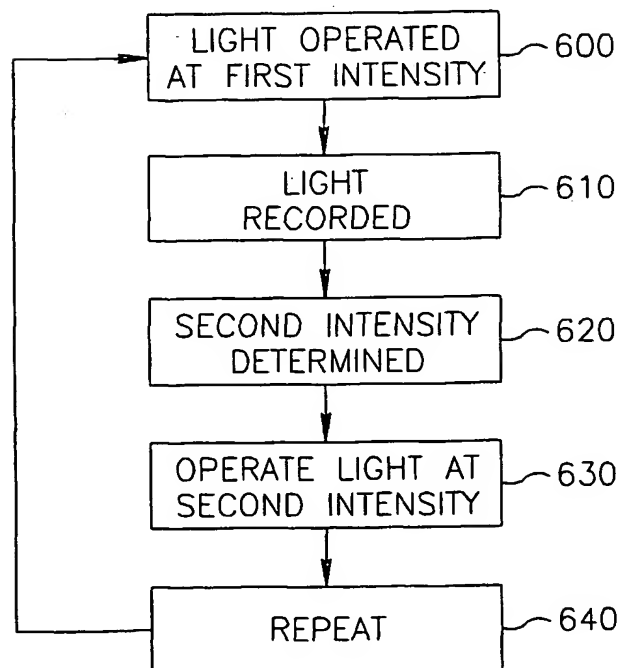 LIGHT OPERATED
AT FIRST INTENSITY
600
LIGHT
RECORDED
610
SECOND INTENSITY
DETERMINED
620
OPERATE LIGHT AT
SECOND INTENSITY
630
REPEAT
640